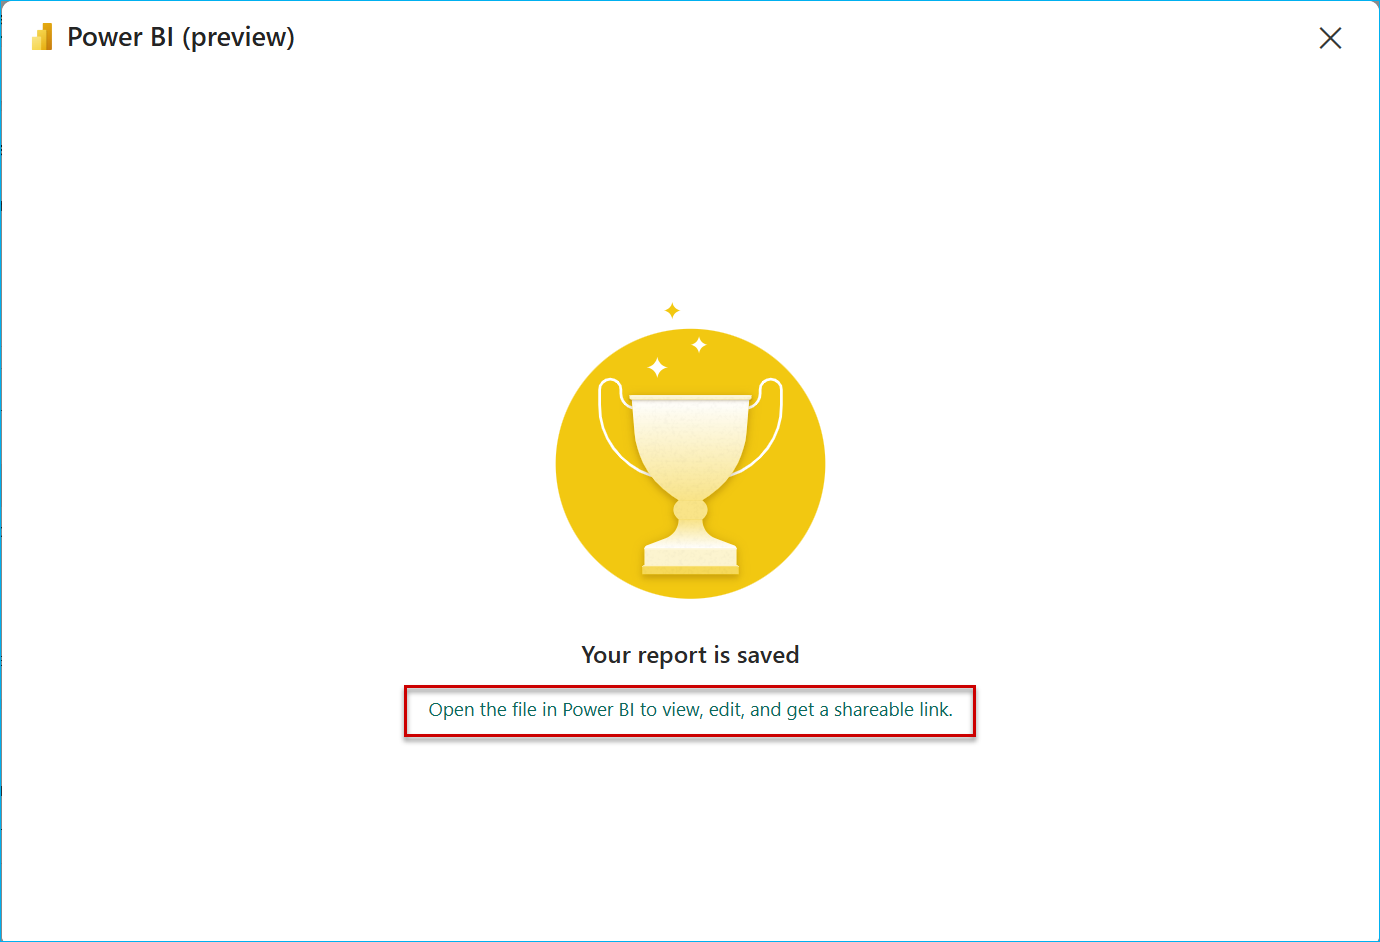 Power BI (preview)
Your report is saved
Open the file in Power BI to view, edit, and get a shareable link.